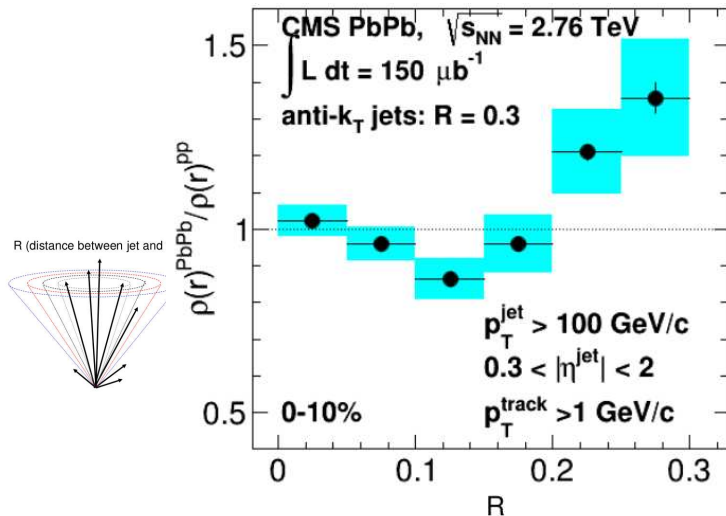 CMS PbPb, √s_NN = 2.76 TeV
∫ L dt = 150 μb⁻¹
anti-k_T jets: R = 0.3
R (distance between jet and
p_T^jet > 100 GeV/c
0.3 < |η^jet| < 2
p_T^track >1 GeV/c
0-10%
ρ(r)^PbPb/ρ(r)^pp
1.5
1
0.5
0 0.1 0.2 0.3
R